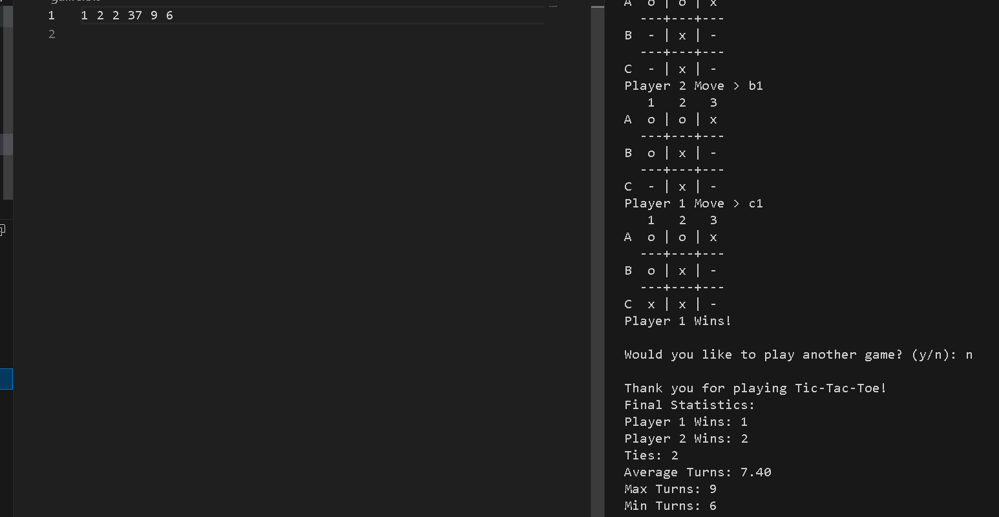 1 1 2 2 37 9 6
2
A o | o | x
---+---+---
B - | x | -
---+---+---
C - | x | -
Player 2 Move > b1
1 2 3
A o | o | x
---+---+---
B o | x | -
---+---+---
C - | x | -
Player 1 Move > c1
1 2 3
A o | o | x
---+---+---
B o | x | -
---+---+---
C x | x | -
Player 1 Wins!
Would you like to play another game? (y/n): n
Thank you for playing Tic-Tac-Toe!
Final Statistics:
Player 1 Wins: 1
Player 2 Wins: 2
Ties: 2
Average Turns: 7.40
Max Turns: 9
Min Turns: 6